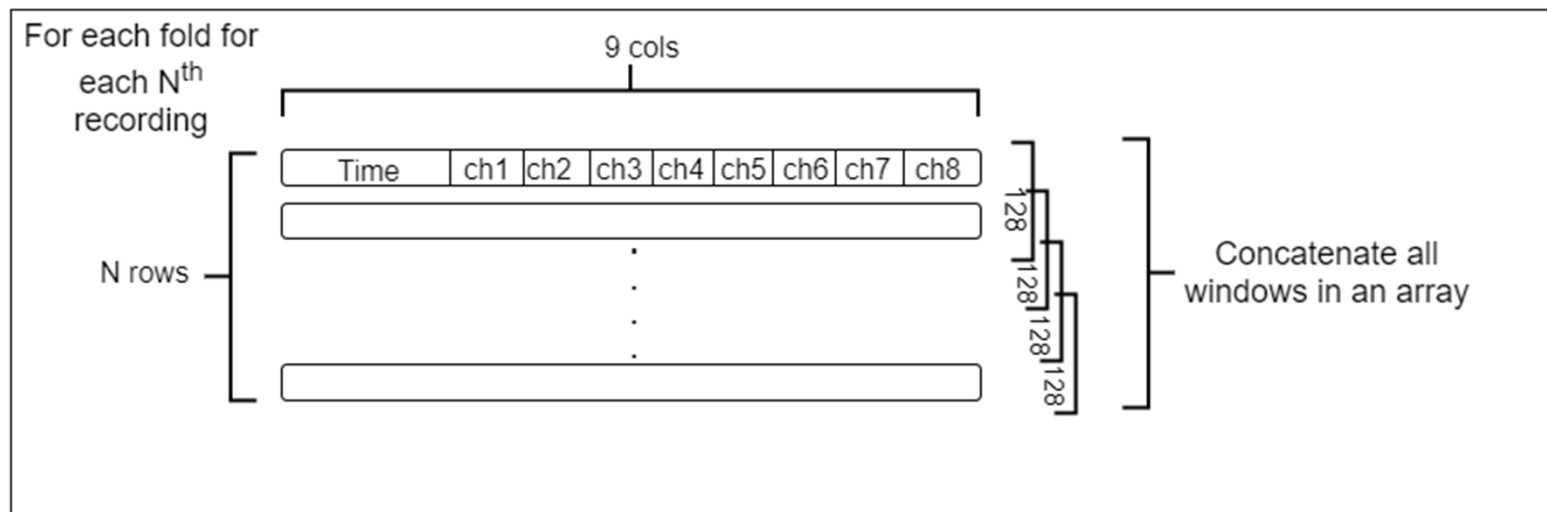 For each fold for
each Nth
recording
9 cols
Time ch1 ch2 ch3 ch4 ch5 ch6 ch7 ch8
N rows
128
128
128
128
Concatenate all
windows in an array